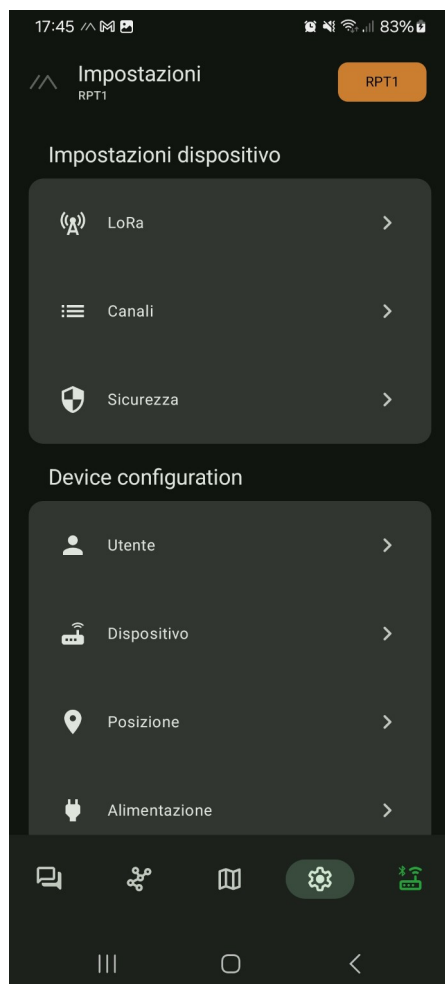 17:45
83%
Impostazioni
RPT1
RPT1
Impostazioni dispositivo
LoRa
Canali
Sicurezza
Device configuration
Utente
Dispositivo
Posizione
Alimentazione